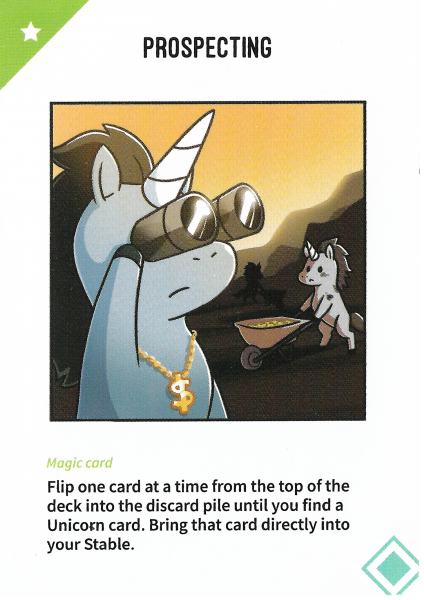 PROSPECTING
Magic card
Flip one card at a time from the top of the
deck into the discard pile until you find a
Unicorn card. Bring that card directly into
your Stable.